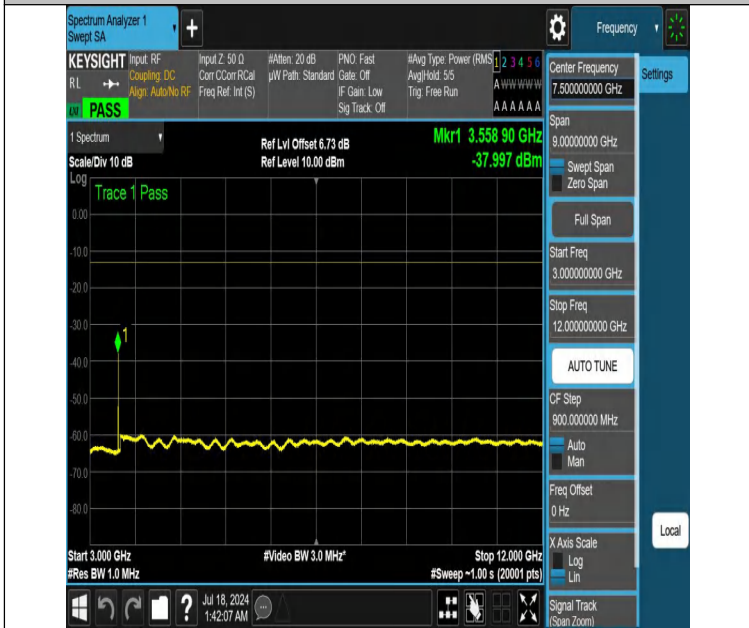 Spectrum Analyzer 1
Swept SA
+
Frequency
KEYSIGHT
RL
PASS
Input: RF
Coupling: DC
Align: Auto/No RF
Input Z: 50 Ω
Corr CCorr RCal
Freq Ref: Int (S)
#Atten: 20 dB
µW Path: Standard
PNO: Fast
Gate: Off
IF Gain: Low
Sig Track: Off
#Avg Type: Power (RMS
Avg|Hold: 5/5
Trig: Free Run
1 2 3 4 5 6
A W W W W W
A A A A A A
Center Frequency
7.500000000 GHz
Settings
Span
9.00000000 GHz
Swept Span
Zero Span
Full Span
Start Freq
3.000000000 GHz
Stop Freq
12.000000000 GHz
AUTO TUNE
CF Step
900.000000 MHz
Auto
Man
Freq Offset
0 Hz
X Axis Scale
Log
Lin
Signal Track
(Span Zoom)
Local
1 Spectrum
Scale/Div 10 dB
Ref Lvl Offset 6.73 dB
Ref Level 10.00 dBm
Mkr1 3.558 90 GHz
-37.997 dBm
Log
Trace 1 Pass
0.00
-10.0
-20.0
-30.0
1
-40.0
-50.0
-60.0
-70.0
-80.0
Start 3.000 GHz
#Res BW 1.0 MHz
#Video BW 3.0 MHz*
Stop 12.000 GHz
#Sweep ~1.00 s (20001 pts)
?
Jul 18, 2024
1:42:07 AM